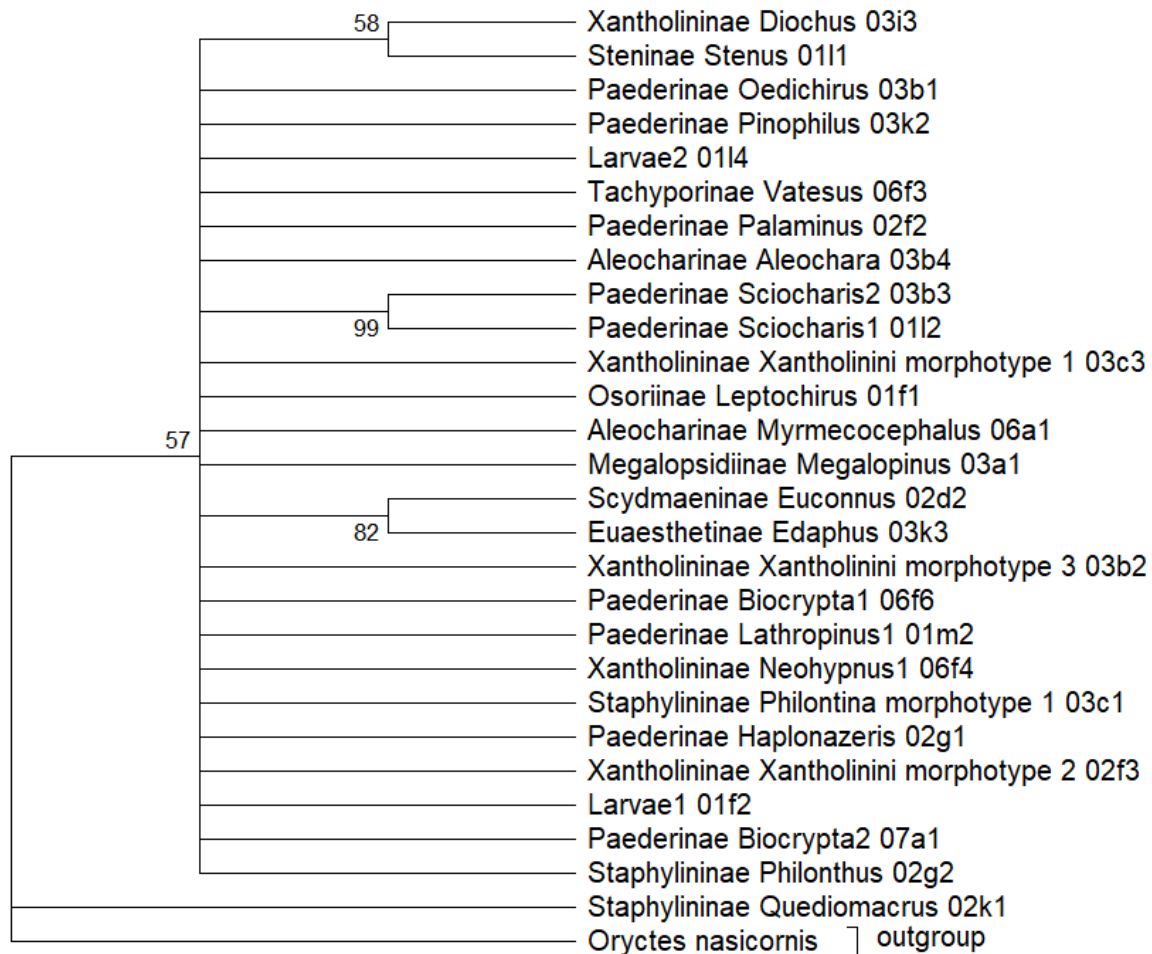 58
Xantholininae Diochus 03i3
Steninae Stenus 01l1
Paederinae Oedichirus 03b1
Paederinae Pinophilus 03k2
Larvae2 01l4
Tachyporinae Vatesus 06f3
Paederinae Palaminus 02f2
Aleocharinae Aleochara 03b4
Paederinae Sciocharis2 03b3
99
Paederinae Sciocharis1 01l2
Xantholininae Xantholinini morphotype 1 03c3
Osoriinae Leptochirus 01f1
Aleocharinae Myrmecocephalus 06a1
57
Megalopsidiinae Megalopinus 03a1
Scydmaeninae Euconnus 02d2
82
Euaesthetinae Edaphus 03k3
Xantholininae Xantholinini morphotype 3 03b2
Paederinae Biocrypta1 06f6
Paederinae Lathropinus1 01m2
Xantholininae Neohypnus1 06f4
Staphylininae Philontina morphotype 1 03c1
Paederinae Haplonazeris 02g1
Xantholininae Xantholinini morphotype 2 02f3
Larvae1 01f2
Paederinae Biocrypta2 07a1
Staphylininae Philonthus 02g2
Staphylininae Quediomacrus 02k1
Oryctes nasicornis outgroup